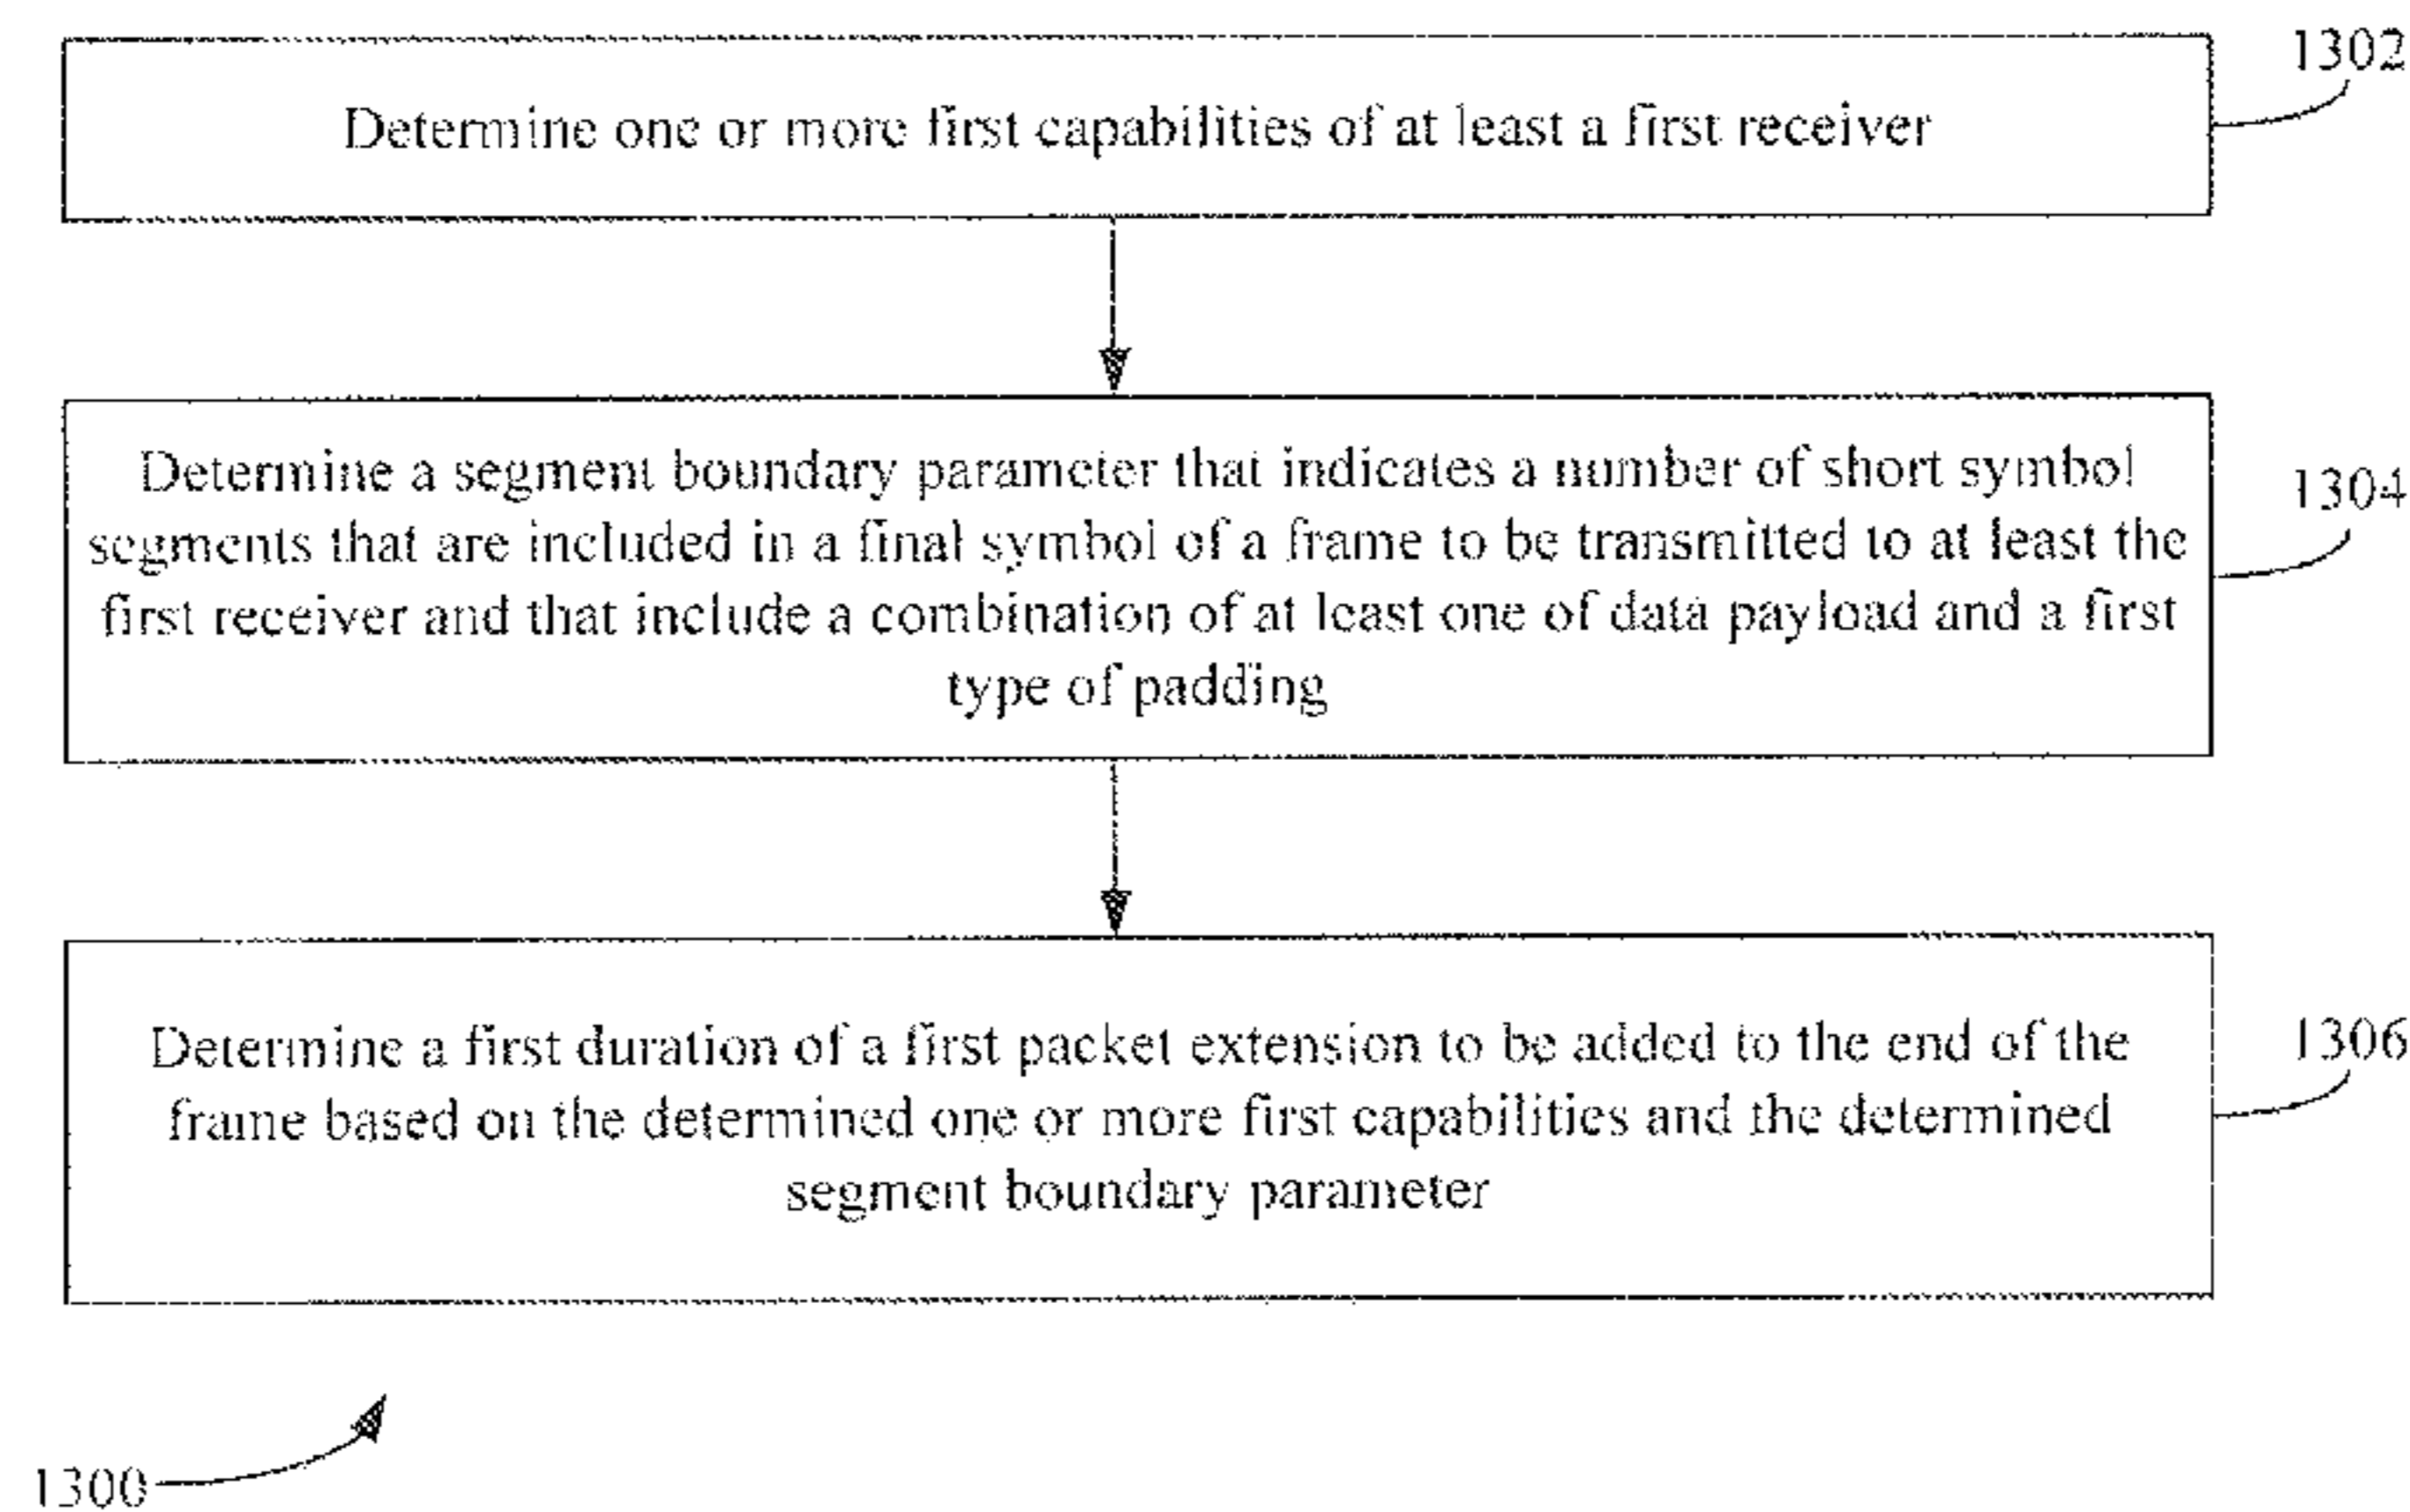 1302
Determine one or more first capabilities of at least a first receiver
Determine a segment boundary parameter that indicates a number of short symbol
segments that are included in a final symbol of a frame to be transmitted to at least the
first receiver and that include a combination of at least one of data payload and a first
type of padding
1304
Determine a first duration of a first packet extension to be added to the end of the
frame based on the determined one or more first capabilities and the determined
segment boundary parameter
1306
1300